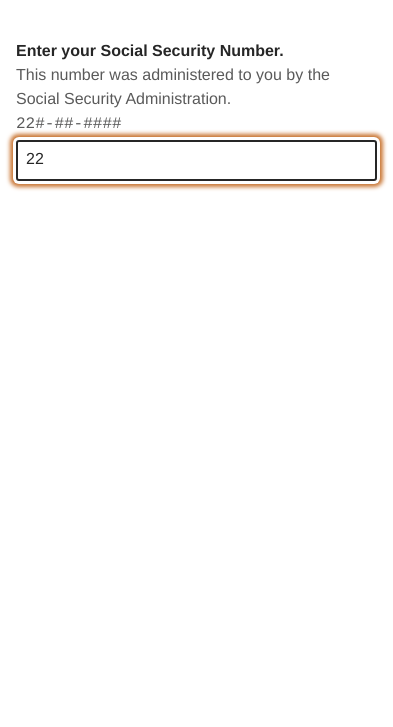 Enter your Social Security Number.
This number was administered to you by the
Social Security Administration.
22#-##-####
22